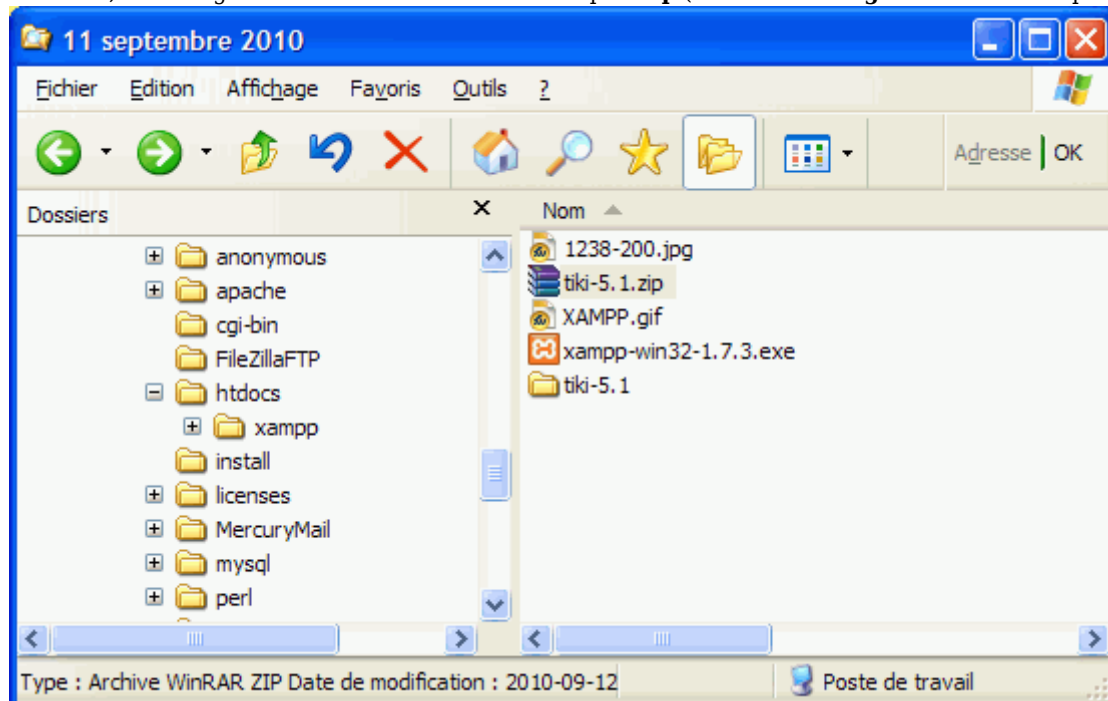 11 septembre 2010
Fichier Edition Affichage Favoris Outils ?
Adresse OK
Dossiers
Nom
anonymous
apache
cgi-bin
FileZillaFTP
htdocs
xampp
install
licenses
MercuryMail
mysql
perl
1238-200.jpg
tiki-5.1.zip
XAMPP.gif
xampp-win32-1.7.3.exe
tiki-5.1
Type : Archive WinRAR ZIP Date de modification : 2010-09-12
Poste de travail